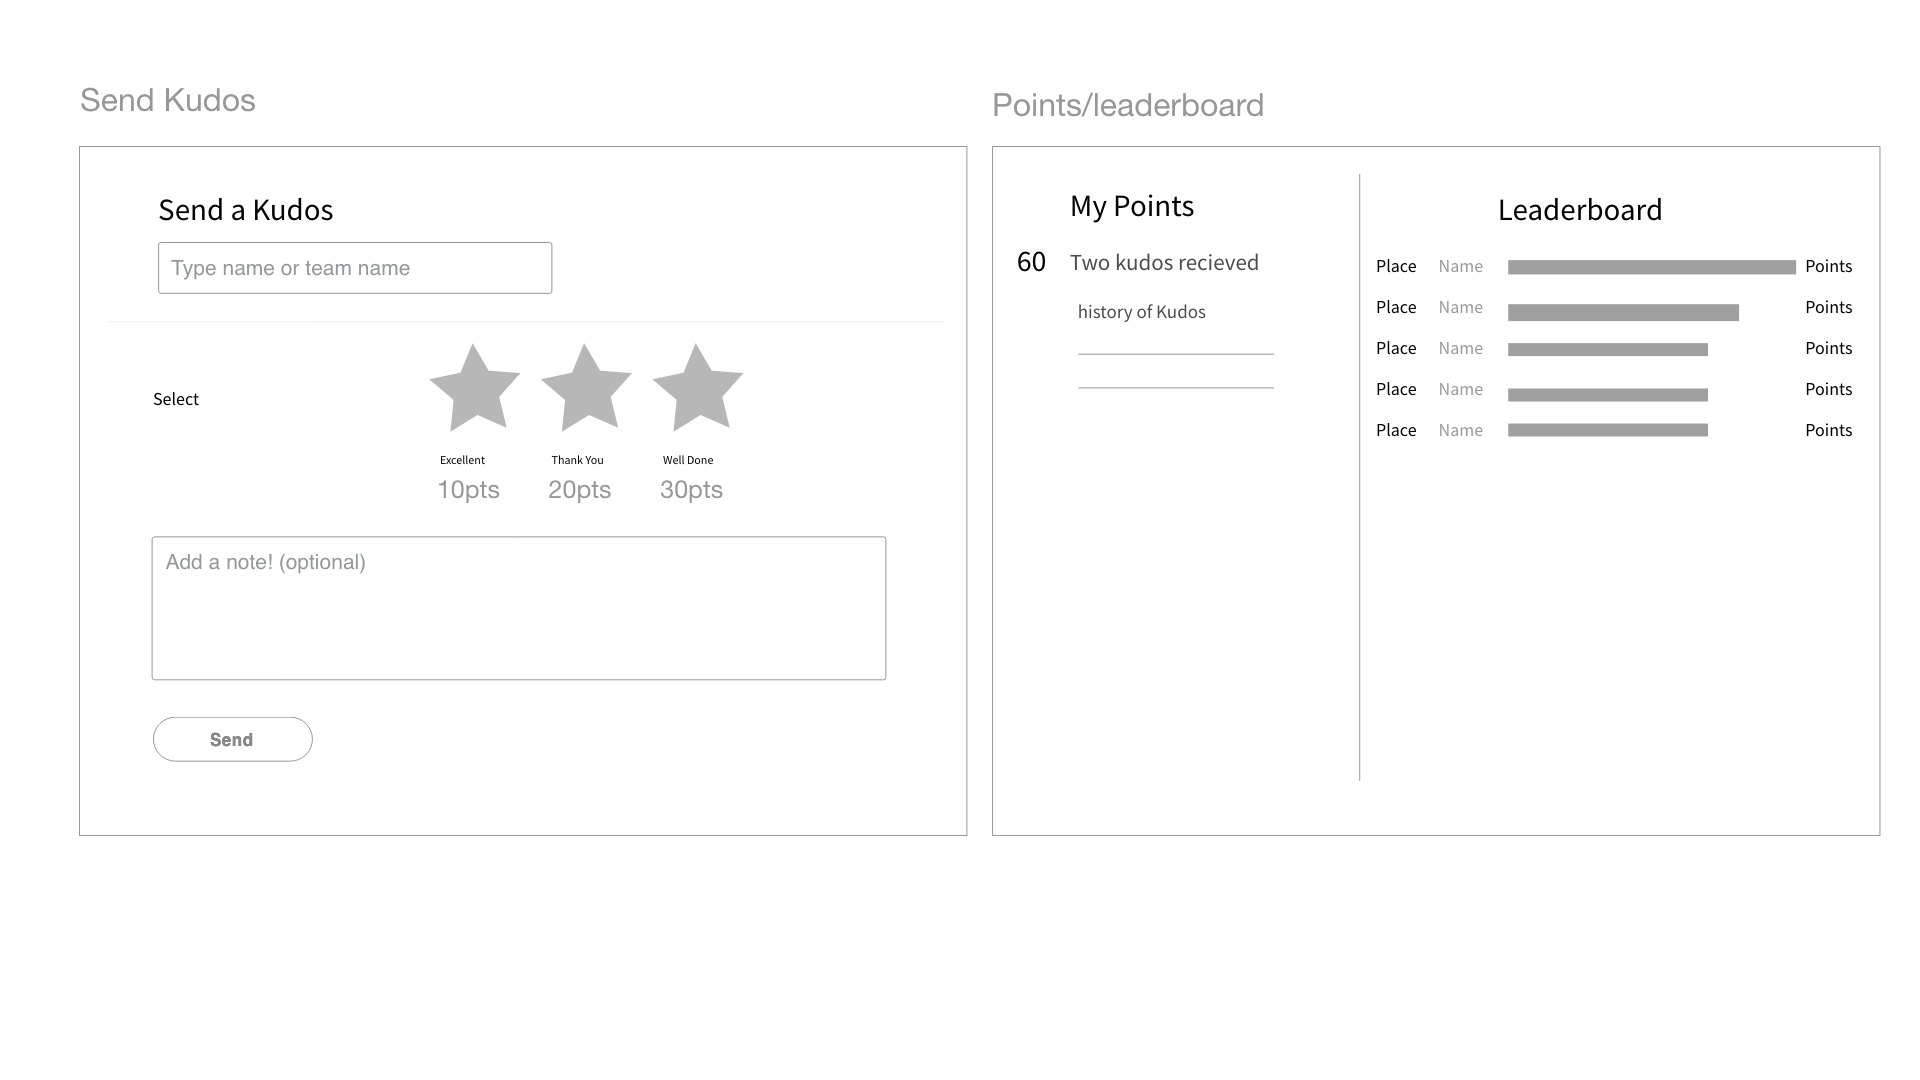 Send Kudos
Send a Kudos
Type name or team name
Select
Excellent Thank You Well Done
10pts 20pts 30pts
Add a note! (optional)
Send
Points/leaderboard
My Points
60 Two kudos recieved
history of Kudos
Leaderboard
Place Name Points
Place Name Points
Place Name Points
Place Name Points
Place Name Points